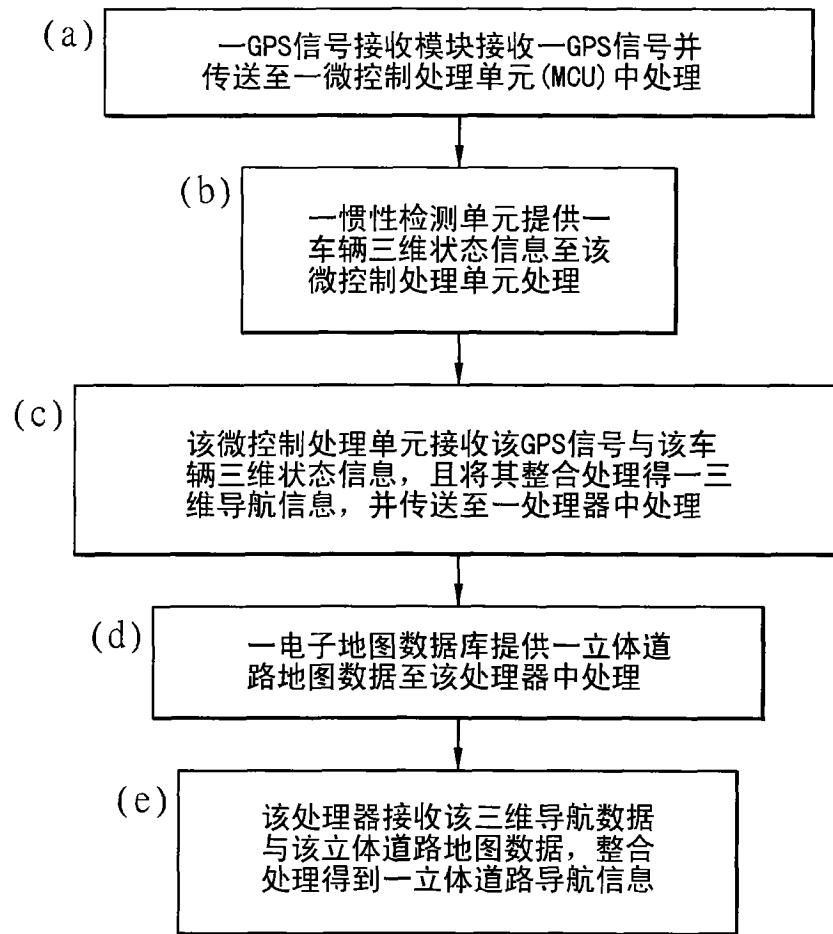 (a)
一GPS信号接收模块接收一GPS信号并
传送至一微控制处理单元(MCU)中处理
(b)
一惯性检测单元提供一
车辆三维状态信息至该
微控制处理单元处理
(c)
该微控制处理单元接收该GPS信号与该车
辆三维状态信息，且将其整合处理得一三
维导航信息，并传送至一处理器中处理
(d)
一电子地图数据库提供一立体道
路地图数据至该处理器中处理
(e)
该处理器接收该三维导航数据
与该立体道路地图数据，整合
处理得到一立体道路导航信息